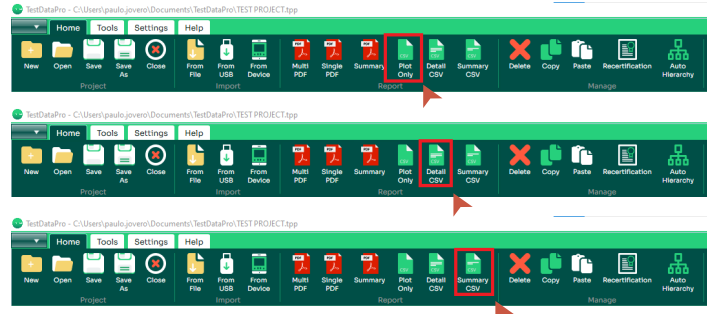 TestDataPro - C:\Users\paulo.jovero\Documents\TestDataPro\TEST PROJECT.tpp
Home Tools Settings Help
New Open Save Save As Close From File From USB From Device Multi PDF Single PDF Summary Plot Only Detail CSV Summary CSV Delete Copy Paste Recertification Auto Hierarchy
Project Import Report Manage
TestDataPro - C:\Users\paulo.jovero\Documents\TestDataPro\TEST PROJECT.tpp
Home Tools Settings Help
New Open Save Save As Close From File From USB From Device Multi PDF Single PDF Summary Plot Only Detail CSV Summary CSV Delete Copy Paste Recertification Auto Hierarchy
Project Import Report Manage
TestDataPro - C:\Users\paulo.jovero\Documents\TestDataPro\TEST PROJECT.tpp
Home Tools Settings Help
New Open Save Save As Close From File From USB From Device Multi PDF Single PDF Summary Plot Only Detail CSV Summary CSV Delete Copy Paste Recertification Auto Hierarchy
Project Import Report Manage